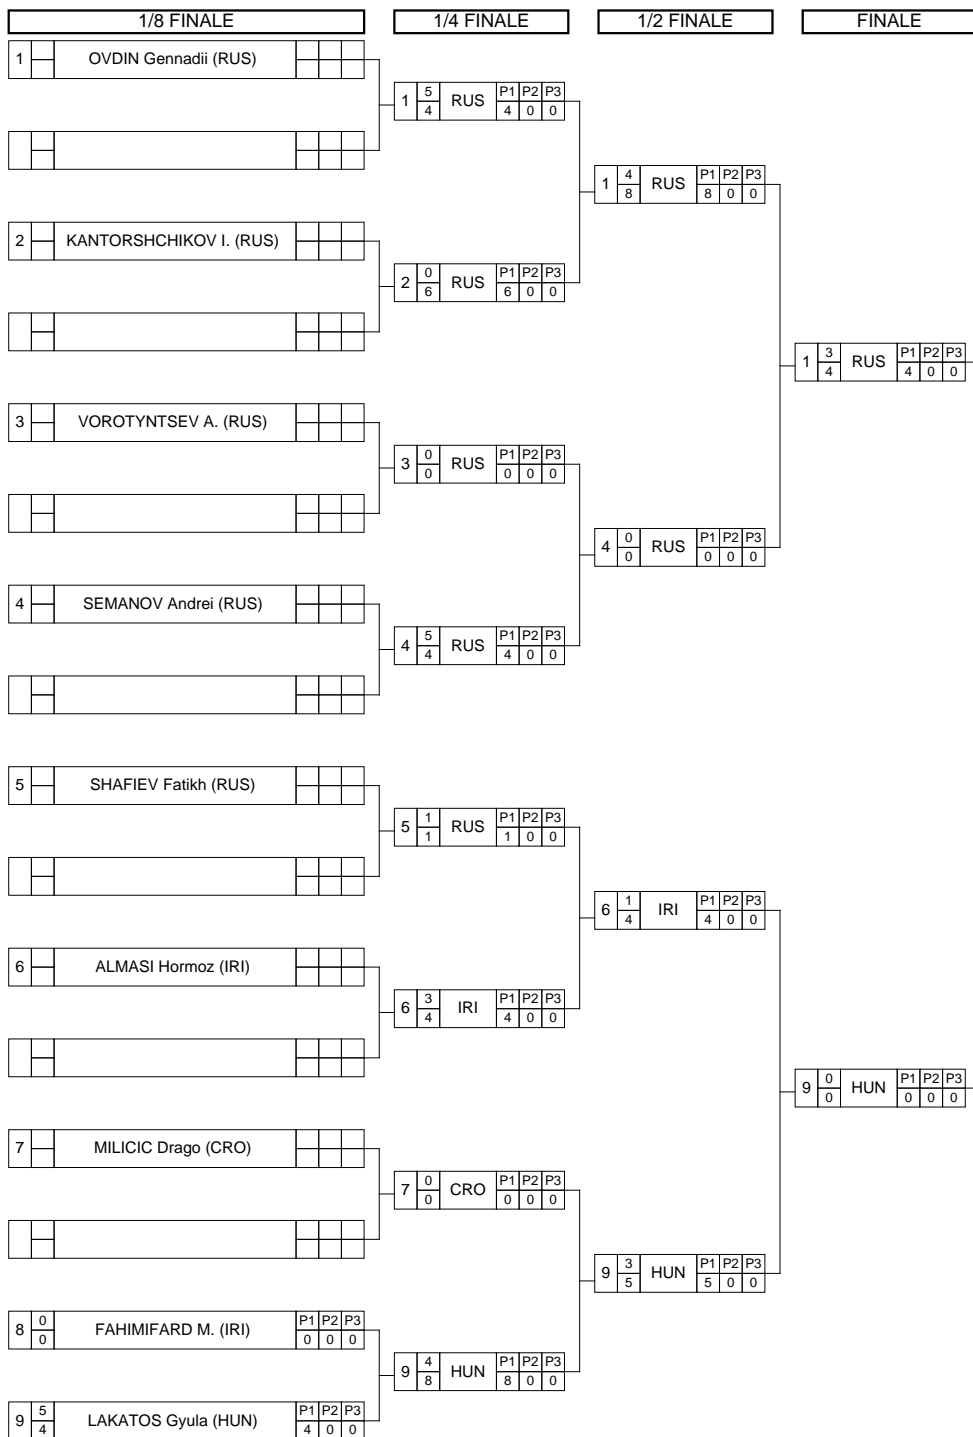 1/8 FINALE 1/4 FINALE 1/2 FINALE FINALE
1 OVDIN Gennadii (RUS)
1 5 4 RUS P1 P2 P3 4 0 0
1 4 8 RUS P1 P2 P3 8 0 0
2 KANTORSHCHIKOV I. (RUS)
2 0 6 RUS P1 P2 P3 6 0 0
1 3 4 RUS P1 P2 P3 4 0 0
3 VOROTYNTSEV A. (RUS)
3 0 0 RUS P1 P2 P3 0 0 0
4 0 0 RUS P1 P2 P3 0 0 0
4 SEMANOV Andrei (RUS)
4 5 4 RUS P1 P2 P3 4 0 0
5 SHAFIEV Fatikh (RUS)
5 1 1 RUS P1 P2 P3 1 0 0
6 1 4 IRI P1 P2 P3 4 0 0
6 ALMASI Hormoz (IRI)
6 3 4 IRI P1 P2 P3 4 0 0
9 0 0 HUN P1 P2 P3 0 0 0
7 MILICIC Drago (CRO)
7 0 0 CRO P1 P2 P3 0 0 0
9 3 5 HUN P1 P2 P3 5 0 0
8 0 0 FAHIMIFARD M. (IRI) P1 P2 P3 0 0 0
9 4 8 HUN P1 P2 P3 8 0 0
9 5 4 LAKATOS Gyula (HUN) P1 P2 P3 4 0 0